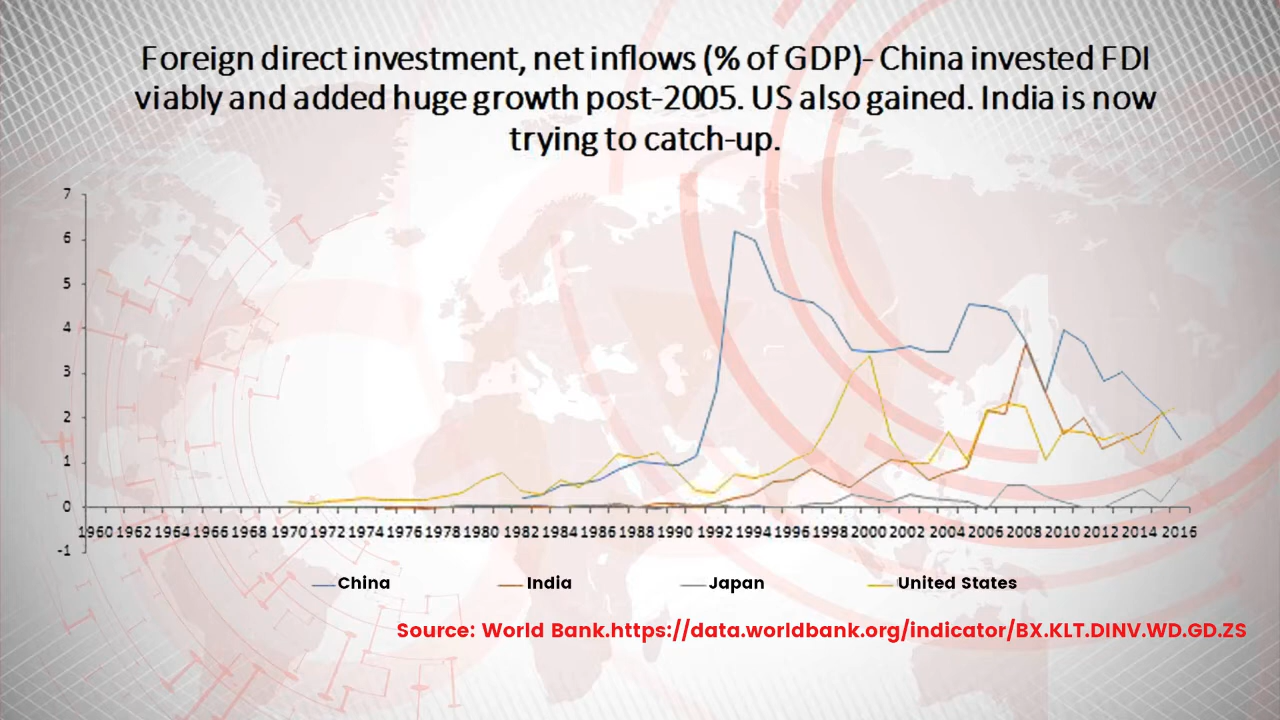 Foreign direct investment, net inflows (% of GDP)- China invested FDI
viably and added huge growth post-2005. US also gained. India is now
trying to catch-up.
7
6
5
4
3
2
1
0
-1
1960 1962 1964 1966 1968 1970 1972 1974 1976 1978 1980 1982 1984 1986 1988 1990 1992 1994 1996 1998 2000 2002 2004 2006 2008 2010 2012 2014 2016
China India Japan United States
Source: World Bank.https://data.worldbank.org/indicator/BX.KLT.DINV.WD.GD.ZS